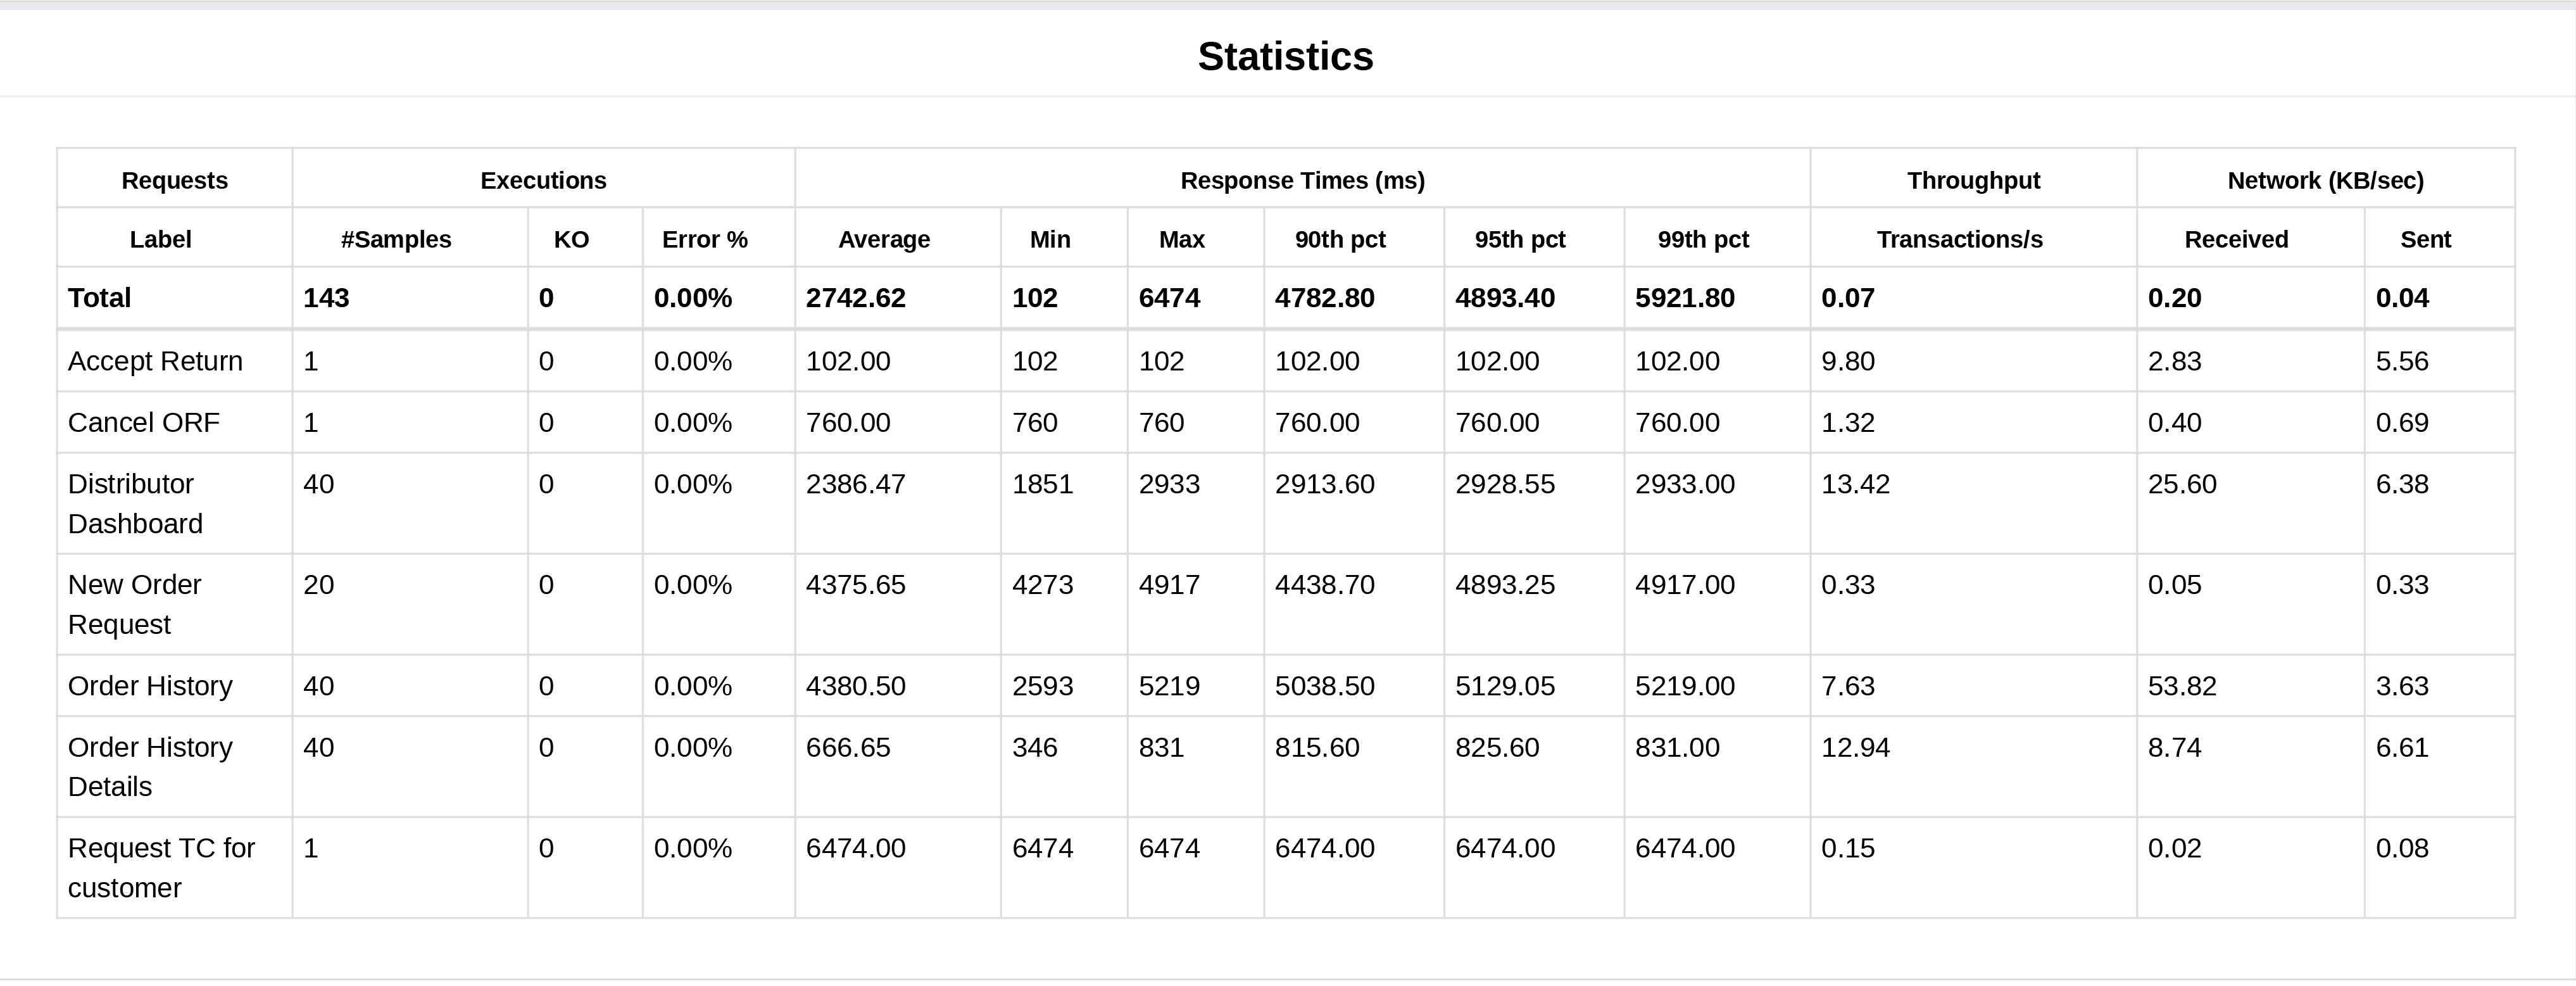 Statistics
Requests Executions Response Times (ms) Throughput Network (KB/sec)
Label #Samples KO Error % Average Min Max 90th pct 95th pct 99th pct Transactions/s Received Sent
Total 143 0 0.00% 2742.62 102 6474 4782.80 4893.40 5921.80 0.07 0.20 0.04
Accept Return 1 0 0.00% 102.00 102 102 102.00 102.00 102.00 9.80 2.83 5.56
Cancel ORF 1 0 0.00% 760.00 760 760 760.00 760.00 760.00 1.32 0.40 0.69
Distributor 40 0 0.00% 2386.47 1851 2933 2913.60 2928.55 2933.00 13.42 25.60 6.38
Dashboard
New Order 20 0 0.00% 4375.65 4273 4917 4438.70 4893.25 4917.00 0.33 0.05 0.33
Request
Order History 40 0 0.00% 4380.50 2593 5219 5038.50 5129.05 5219.00 7.63 53.82 3.63
Order History 40 0 0.00% 666.65 346 831 815.60 825.60 831.00 12.94 8.74 6.61
Details
Request TC for 1 0 0.00% 6474.00 6474 6474 6474.00 6474.00 6474.00 0.15 0.02 0.08
customer